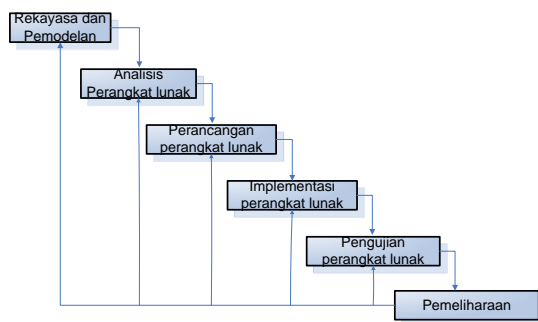 Rekayasa dan
Pemodelan
Analisis
Perangkat lunak
Perancangan
perangkat lunak
Implementasi
perangkat lunak
Pengujian
perangkat lunak
Pemeliharaan